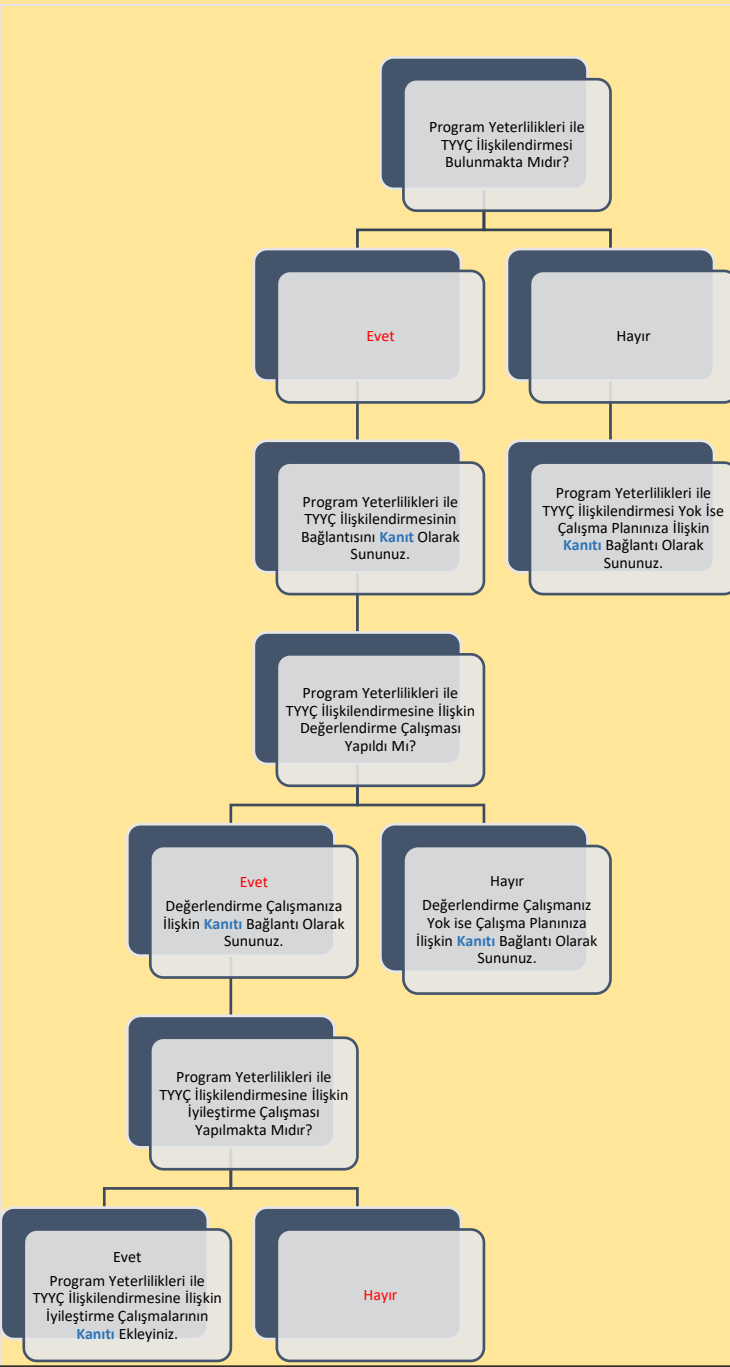 Program Yeterlilikleri ile
TYYÇ İlişkilendirmesi
Bulunmakta Mıdır?
Evet
Hayır
Program Yeterlilikleri ile
TYYÇ İlişkilendirmesinin
Bağlantısını Kanıt Olarak
Sununuz.
Program Yeterlilikleri ile
TYYÇ İlişkilendirmesi Yok İse
Çalışma Planınıza İlişkin
Kanıtı Bağlantı Olarak
Sununuz.
Program Yeterlilikleri ile
TYYÇ İlişkilendirmesine İlişkin
Değerlendirme Çalışması
Yapıldı Mı?
Evet
Değerlendirme Çalışmanıza
İlişkin Kanıtı Bağlantı Olarak
Sununuz.
Hayır
Değerlendirme Çalışmanız
Yok ise Çalışma Planınıza
İlişkin Kanıtı Bağlantı Olarak
Sununuz.
Program Yeterlilikleri ile
TYYÇ İlişkilendirmesine İlişkin
İyileştirme Çalışması
Yapılmakta Mıdır?
Evet
Program Yeterlilikleri ile
TYYÇ İlişkilendirmesine İlişkin
İyileştirme Çalışmalarının
Kanıtı Ekleyiniz.
Hayır